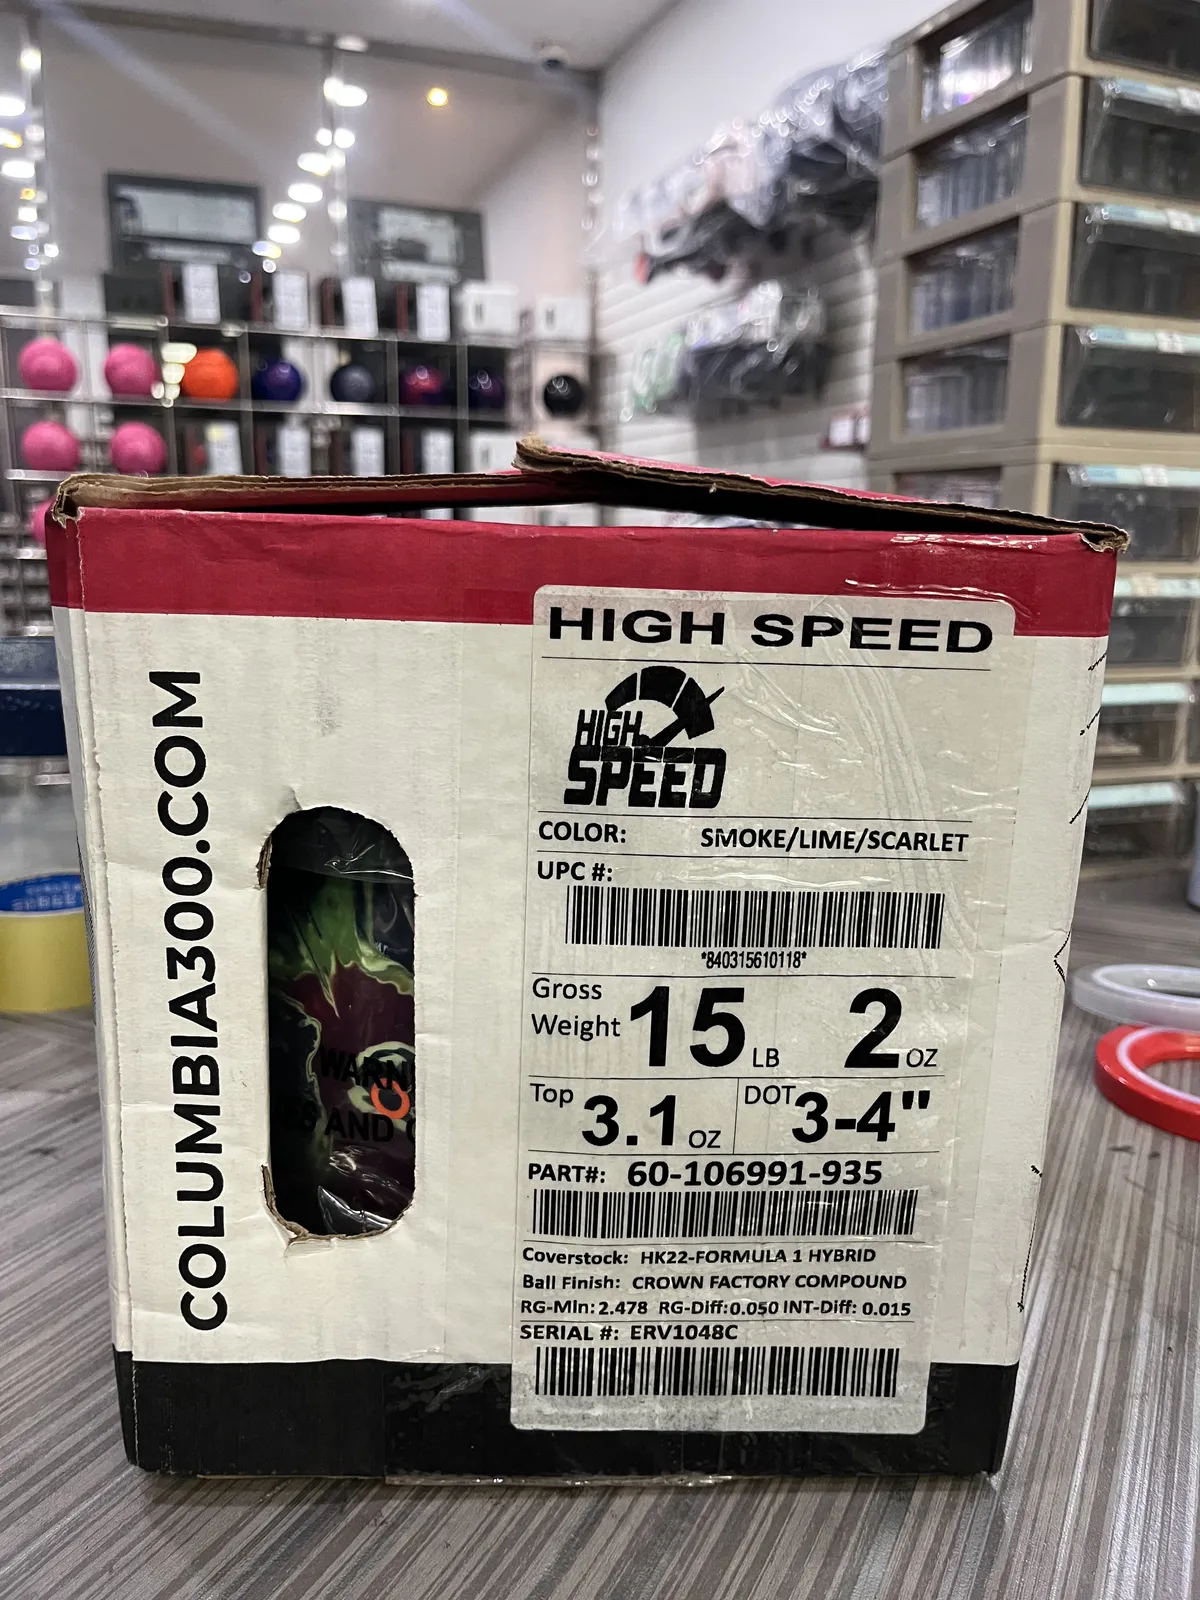 COLUMBIA300.COM
WARN
AND
HIGH SPEED
HIGH
SPEED
COLOR: SMOKE/LIME/SCARLET
UPC #:
*840315610118*
Gross Weight 15 LB 2 OZ
Top 3.1 OZ DOT 3-4"
PART#: 60-106991-935
Coverstock: HK22-FORMULA 1 HYBRID
Ball Finish: CROWN FACTORY COMPOUND
RG-Min: 2.478 RG-Diff: 0.050 INT-Diff: 0.015
SERIAL #: ERV1048C